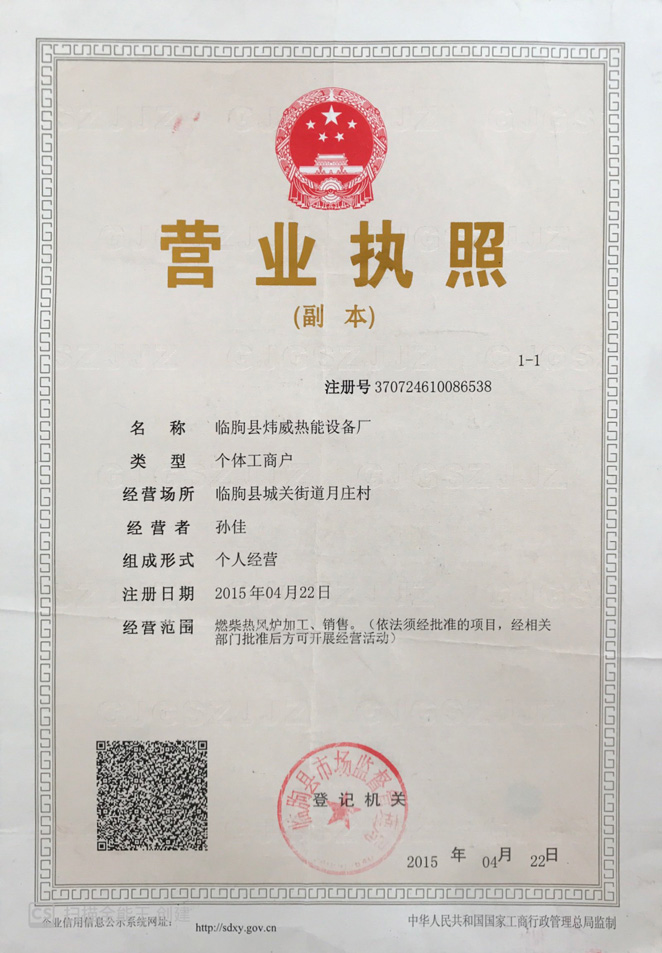 营业执照
(副 本)
1-1
注册号 370724610086538
名 称 临朐县炜威热能设备厂
类 型 个体工商户
经营场所 临朐县城关街道月庄村
经 营 者 孙佳
组成形式 个人经营
注册日期 2015年04月22日
经营范围 燃柴热风炉加工、销售。（依法须经批准的项目，经相关
部门批准后方可开展经营活动）
临朐县市场监督
登记机关
2015 年 04月 22日
CS 扫描全能王 创建
企业信用信息公示系统网址：
http://sdxy.gov.cn
中华人民共和国国家工商行政管理总局监制